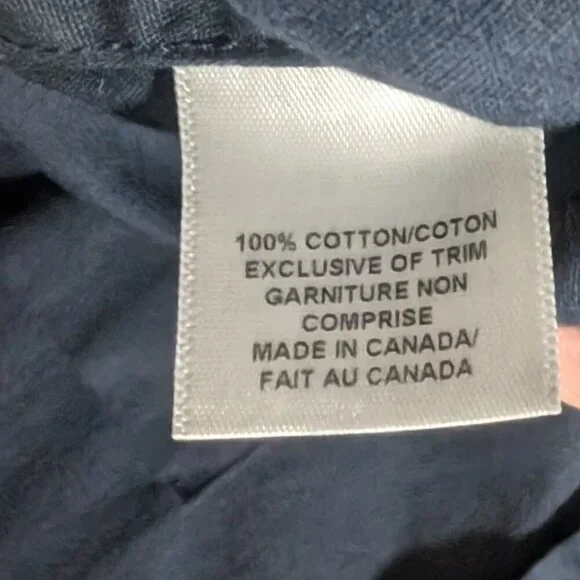 100% COTTON/COTON
EXCLUSIVE OF TRIM
GARNITURE NON
COMPRISE
MADE IN CANADA/
FAIT AU CANADA